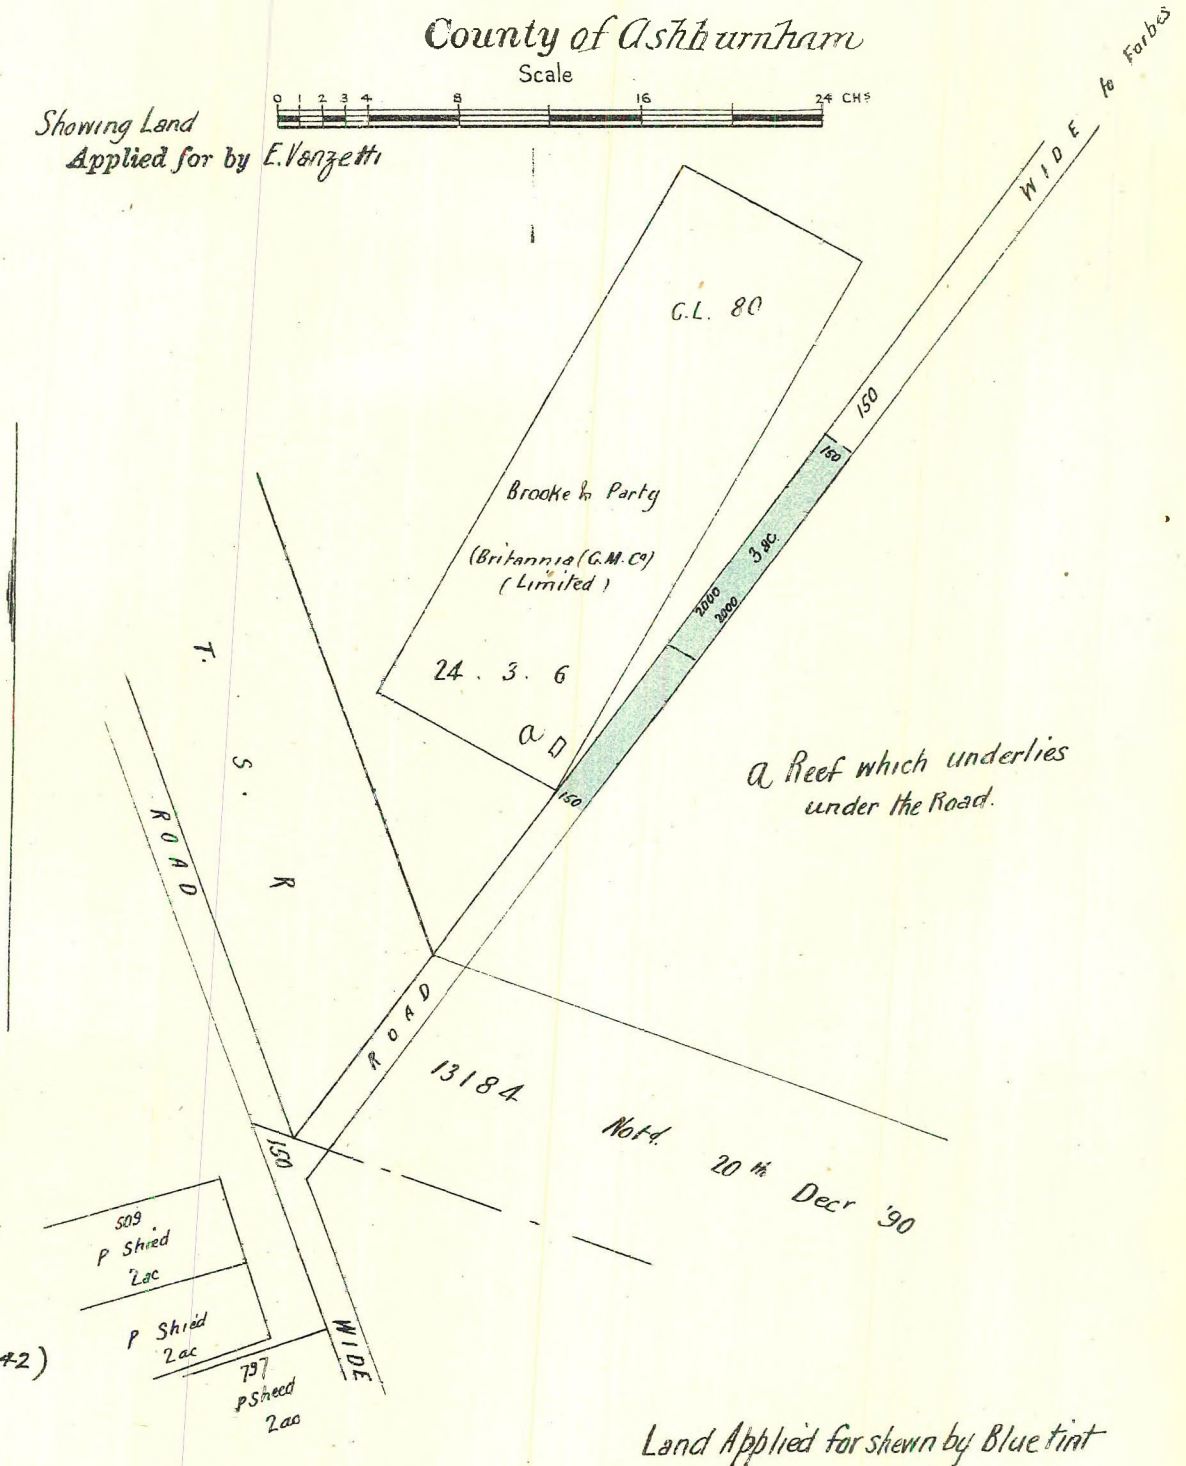 County of Ashburnham
Scale
0 1 2 3 4 8 16 24 CHS
Showing Land
Applied for by E. Vanzetti
to Forbes
WIDE
G.L. 80
150
150
Brooke & Party
3 ac.
(Britannia (G.M. Co)
(Limited)
2000
2000
T. S. R
24 . 3 . 6
a
150
a Reef which underlies
under the Road.
ROAD
ROAD
13184
Notd.
20th Decr '90
150
509
P Shied
2ac
P Shied
2ac
42)
797
P Sheed
2ac
WIDE
Land Applied for shewn by Blue tint